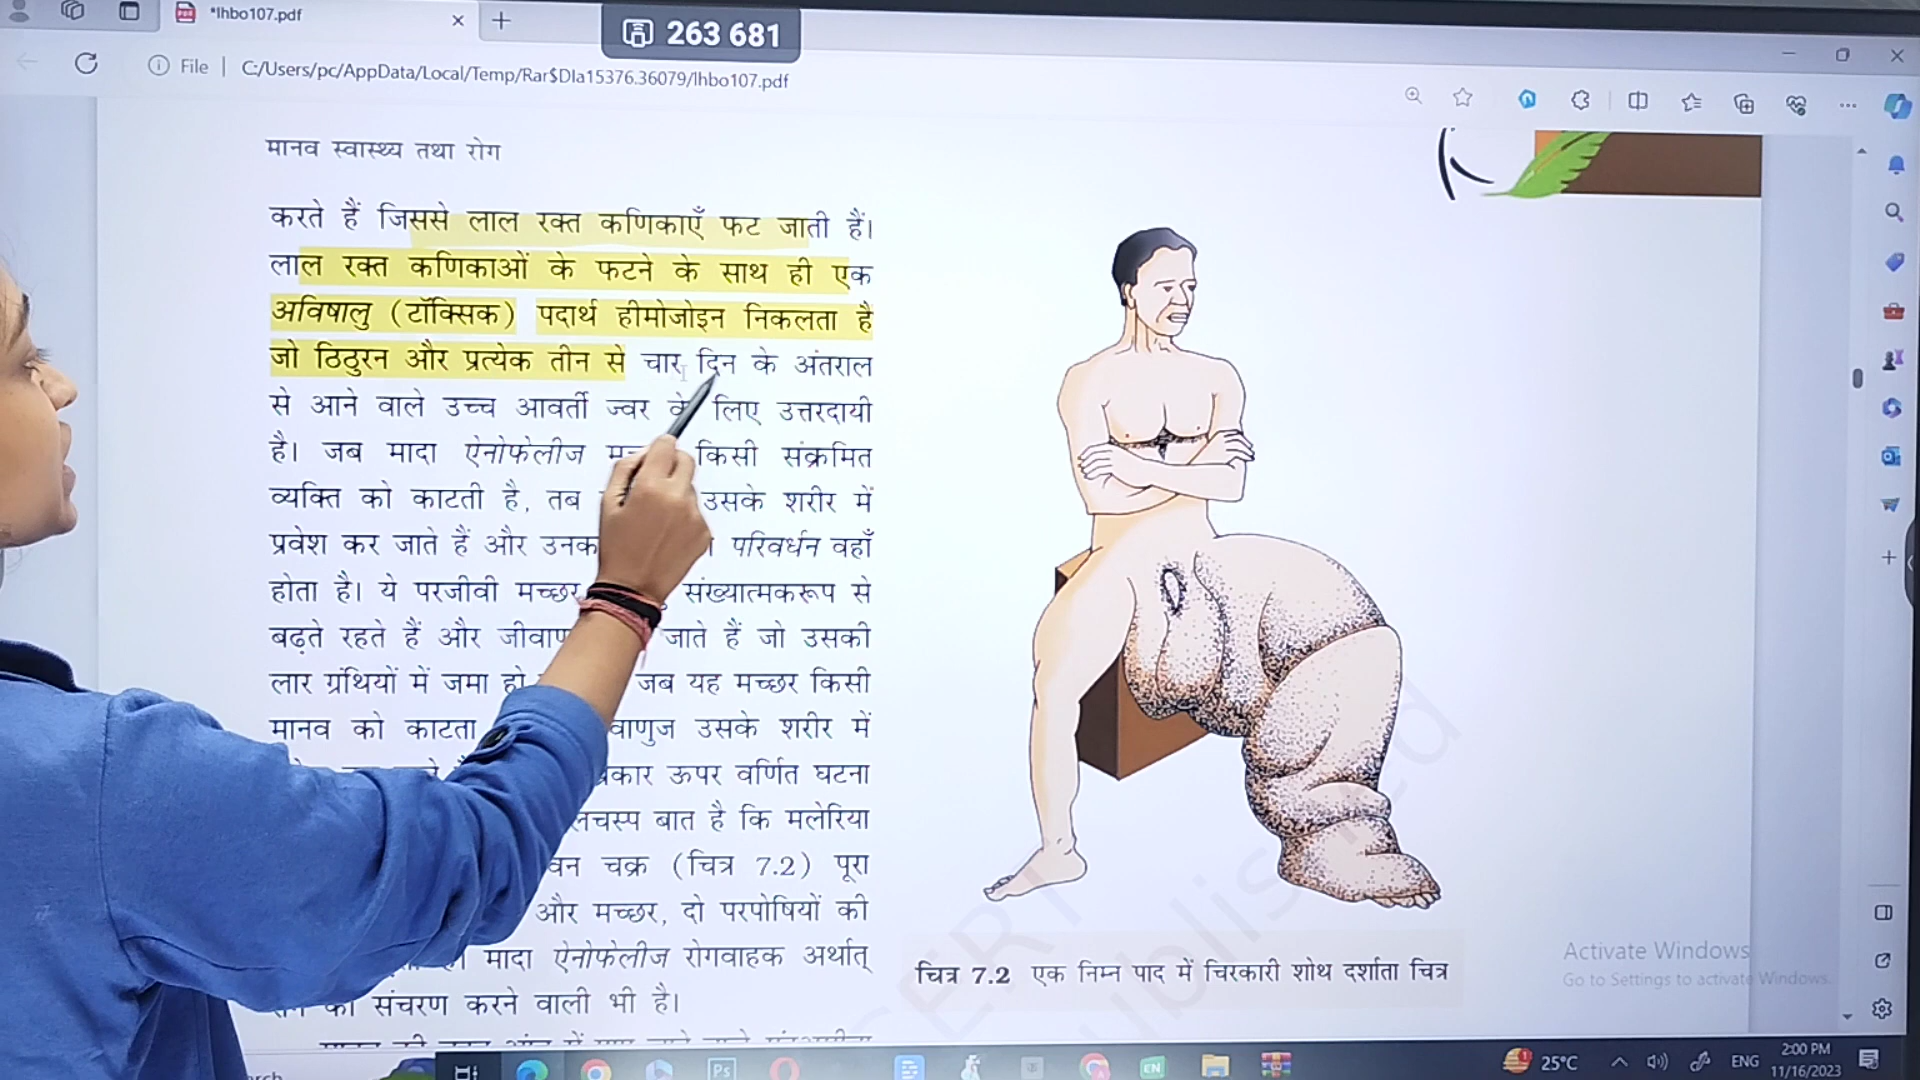 *lhbo107.pdf
263 681
File | C:/Users/pc/AppData/Local/Temp/Rar$DIa15376.36079/lhbo107.pdf
मानव स्वास्थ्य तथा रोग
करते हैं जिससे लाल रक्त कणिकाएँ फट जाती हैं।
लाल रक्त कणिकाओं के फटने के साथ ही एक
अविषालु (टॉक्सिक) पदार्थ हीमोजोइन निकलता है
जो ठिठुरन और प्रत्येक तीन से चार दिन के अंतराल
से आने वाले उच्च आवर्ती ज्वर के लिए उत्तरदायी
है। जब मादा ऐनोफेलीज किसी संक्रमित
व्यक्ति को काटती है, तब उसके शरीर में
प्रवेश कर जाते हैं और परिवर्धन वहाँ
होता है। ये परजीवी मच्छर संख्यात्मकरूप से
बढ़ते रहते हैं और जाते हैं जो उसकी
लार ग्रंथियों में जमा हो जब यह मच्छर किसी
मानव को काटता उसके शरीर में
ऊपर वर्णित घटना
बात है कि मलेरिया
चक्र (चित्र 7.2) पूरा
और मच्छर, दो परपोषियों की
मादा ऐनोफेलीज रोगवाहक अर्थात्
संचरण करने वाली भी है।
चित्र 7.2 एक निम्न पाद में चिरकारी शोथ दर्शाता चित्र
Activate Windows
Go to Settings to activate Windows.
Ps
EN
25°C
ENG
2:00 PM
11/16/2023